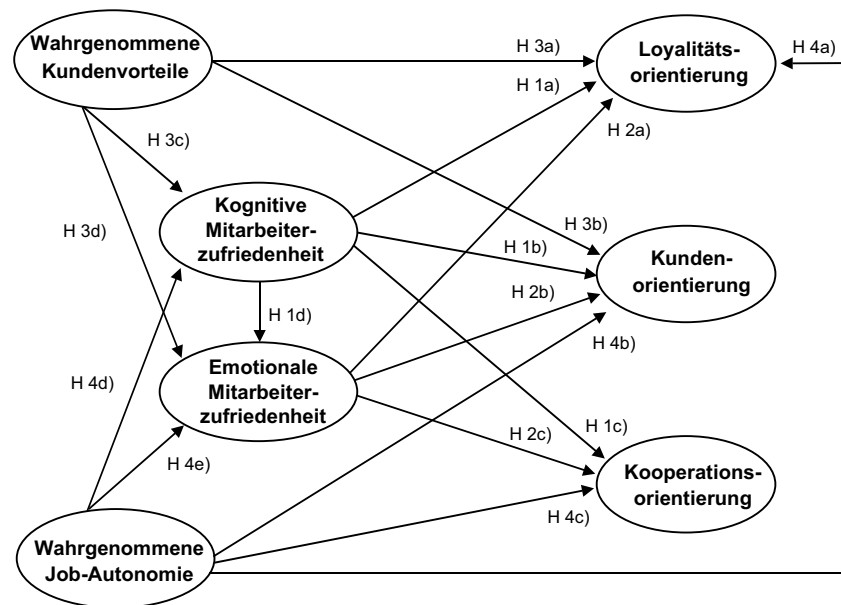 Wahrgenommene
Kundenvorteile
H 3a)
Loyalitäts-
orientierung
H 4a)
H 1a)
H 2a)
H 3c)
Kognitive
Mitarbeiter-
zufriedenheit
H 3d)
H 3b)
H 1b)
Kunden-
orientierung
H 2b)
H 1d)
H 4b)
Emotionale
Mitarbeiter-
zufriedenheit
H 4d)
H 1c)
H 2c)
H 4e)
Kooperations-
orientierung
H 4c)
Wahrgenommene
Job-Autonomie